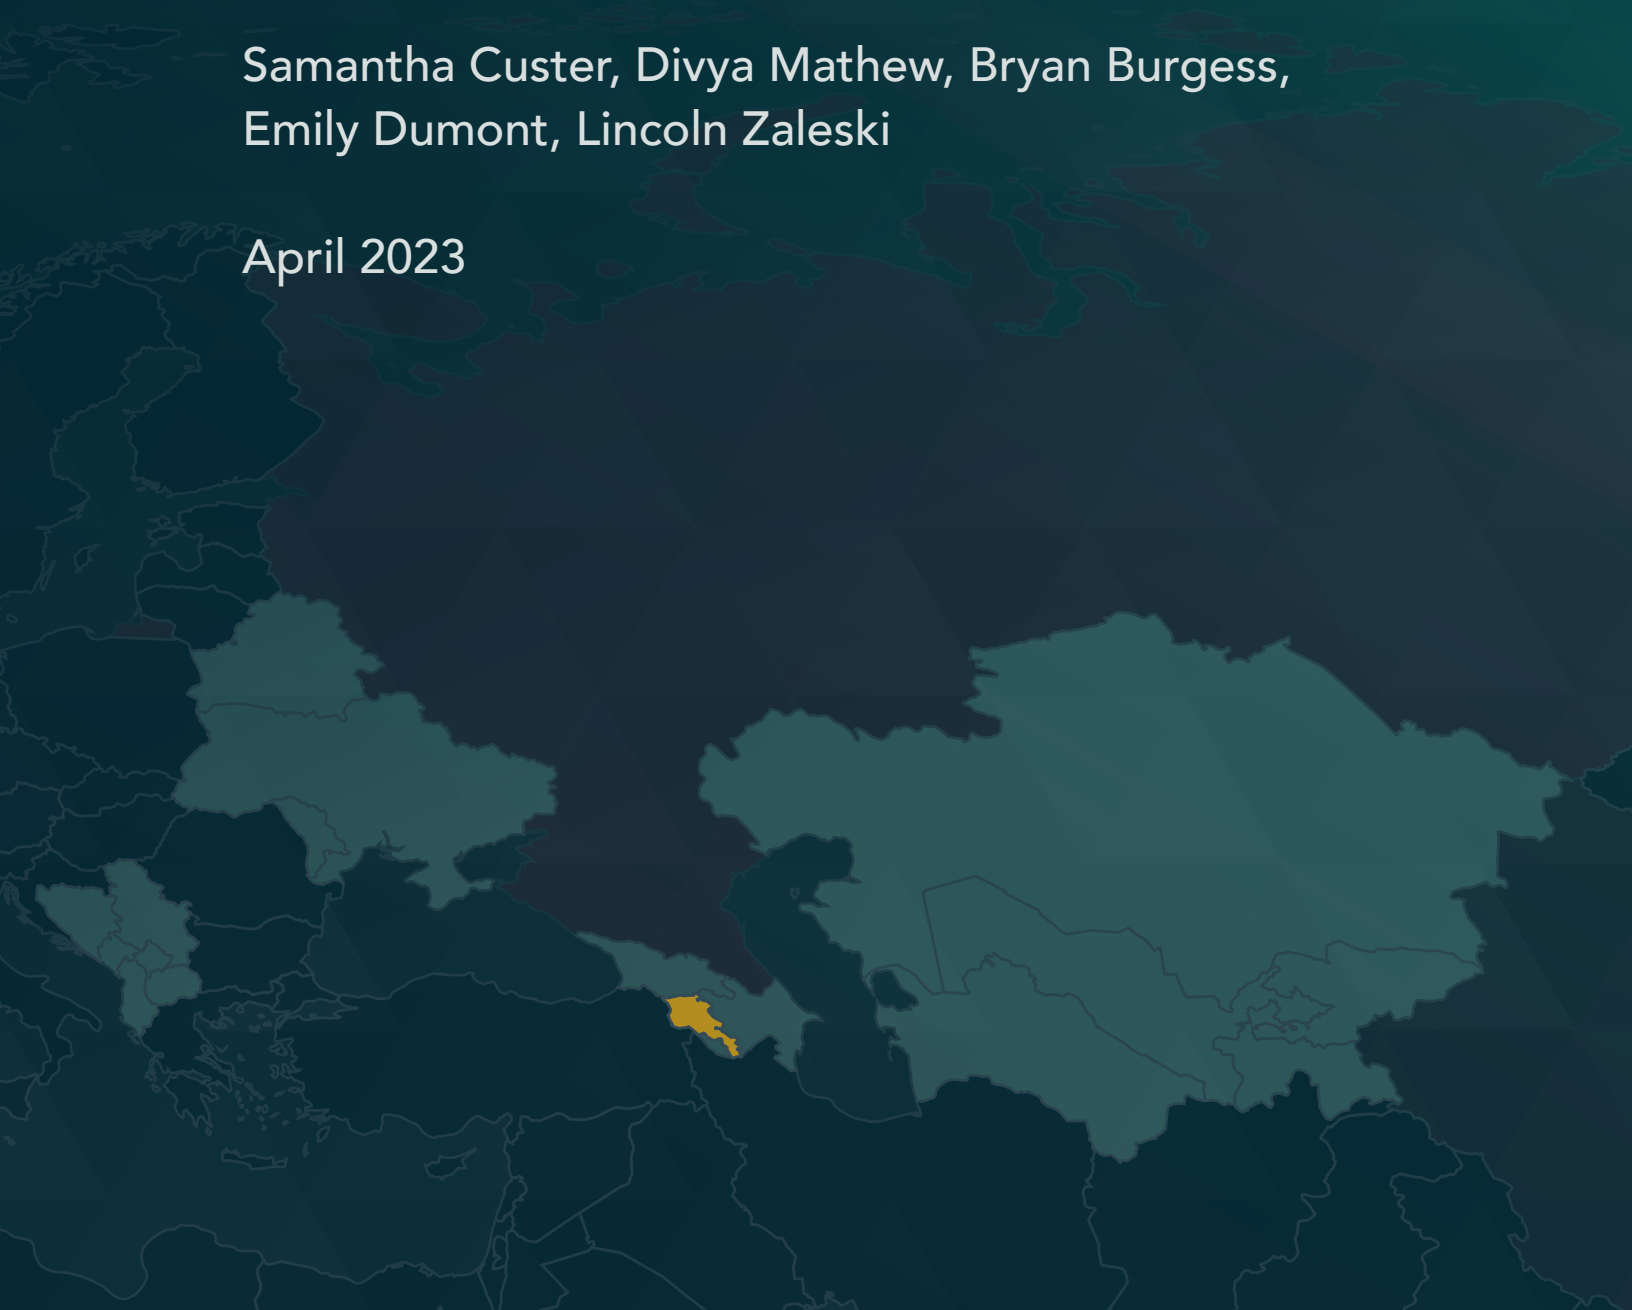 Samantha Custer, Divya Mathew, Bryan Burgess,
Emily Dumont, Lincoln Zaleski
April 2023